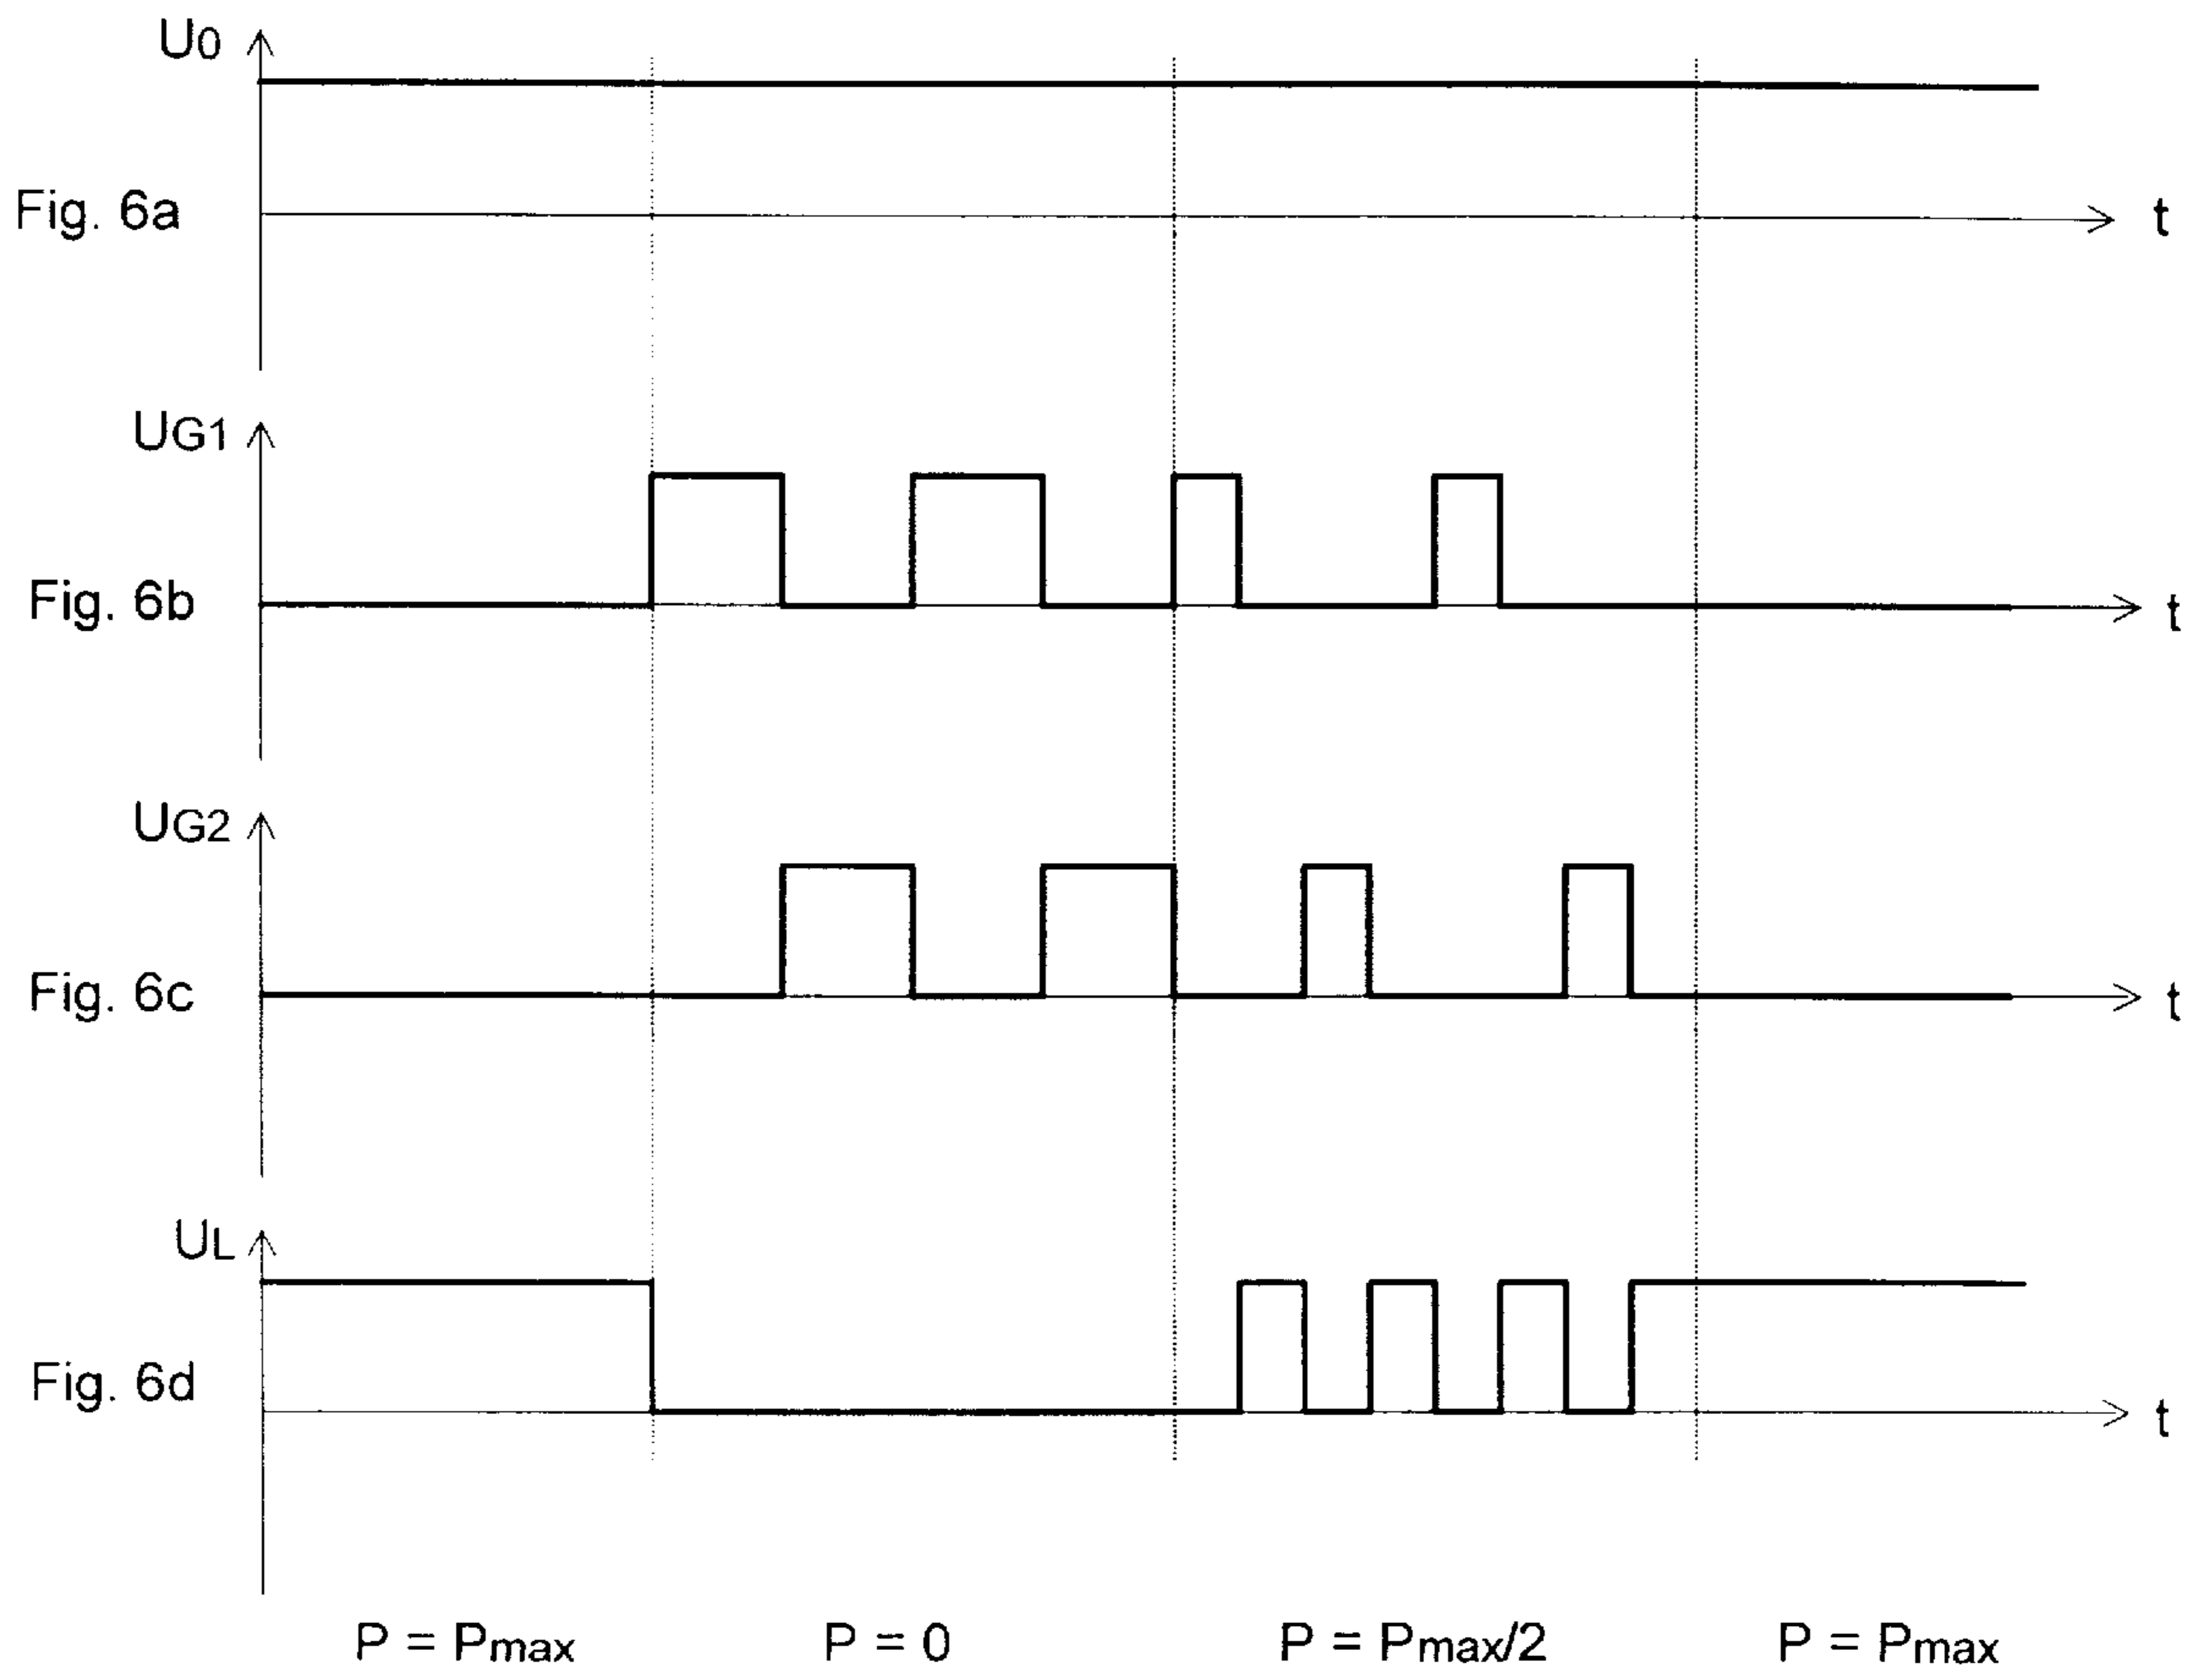 U0
Fig. 6a
t
UG1
Fig. 6b
t
UG2
Fig. 6c
t
UL
Fig. 6d
t
P = Pmax
P = 0
P = Pmax/2
P = Pmax